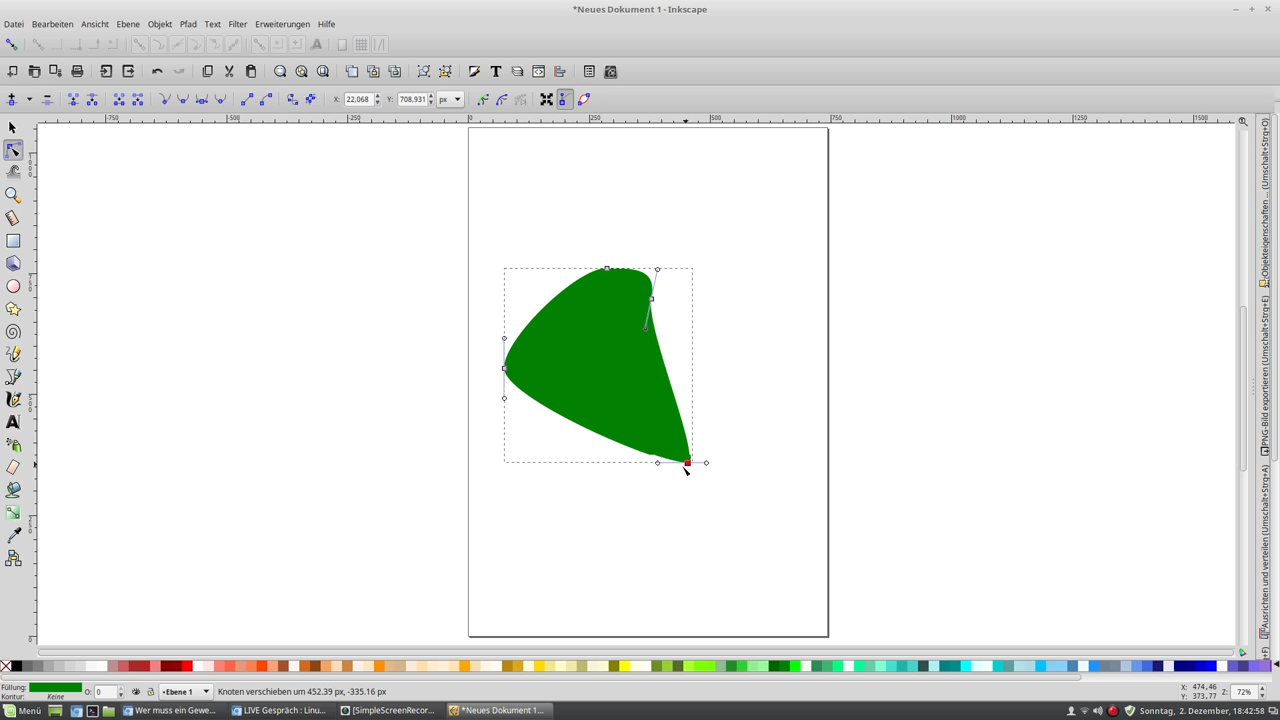 *Neues Dokument 1 - Inkscape
Datei Bearbeiten Ansicht Ebene Objekt Pfad Text Filter Erweiterungen Hilfe
X: 22,068 Y: 708,931 px
-750 -500 -250 0 250 500 750 1000 1250 1500
Objekteigenschaften ... (Umschalt+Strg+O)
PNG-Bild exportieren (Umschalt+Strg+E)
Ausrichten und verteilen (Umschalt+Strg+A)
Füllung:
Kontur: Keine
O: 0
•Ebene 1
Knoten verschieben um 452.39 px, -335.16 px
X: 474,46
Y: 373,77
Z: 72%
Menü
Wer muss ein Gewe...
LIVE Gespräch : Linu...
[SimpleScreenRecor...
*Neues Dokument 1...
Sonntag, 2. Dezember, 18:42:58